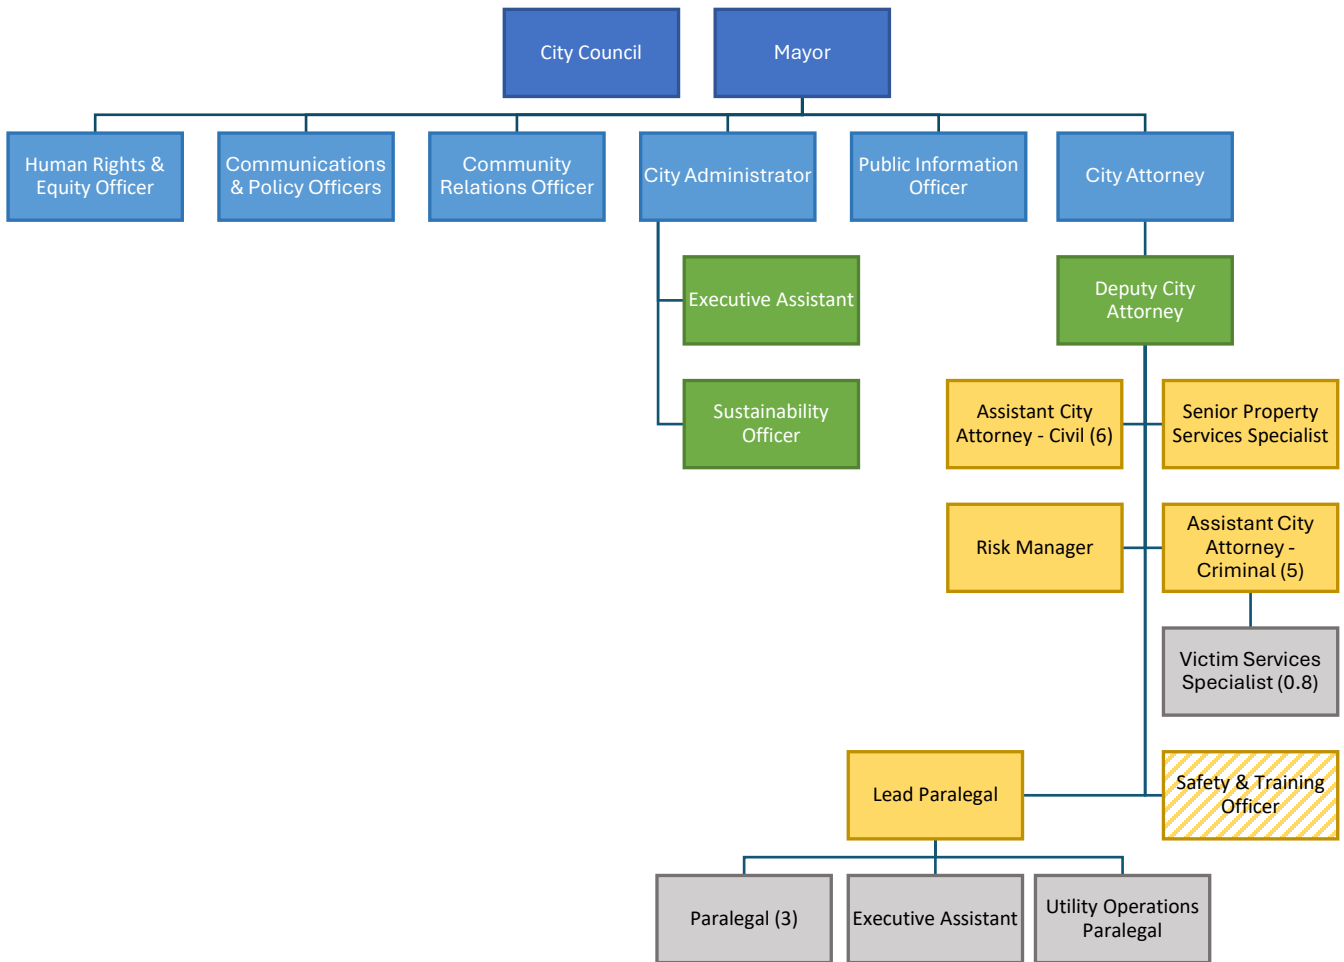 City Council
Mayor
Human Rights &
Equity Officer
Communications
& Policy Officers
Community
Relations Officer
City Administrator
Public Information
Officer
City Attorney
Executive Assistant
Deputy City
Attorney
Sustainability
Officer
Assistant City
Attorney - Civil (6)
Senior Property
Services Specialist
Risk Manager
Assistant City
Attorney -
Criminal (5)
Victim Services
Specialist (0.8)
Lead Paralegal
Safety & Training
Officer
Paralegal (3)
Executive Assistant
Utility Operations
Paralegal